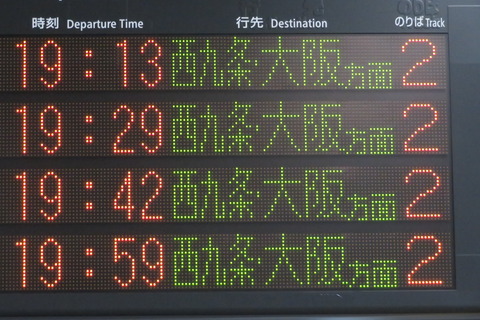 時刻 Departure Time 行先 Destination のりば Track
19:13 西九条・大阪方面 2
19:29 西九条・大阪方面 2
19:42 西九条・大阪方面 2
19:59 西九条・大阪方面 2